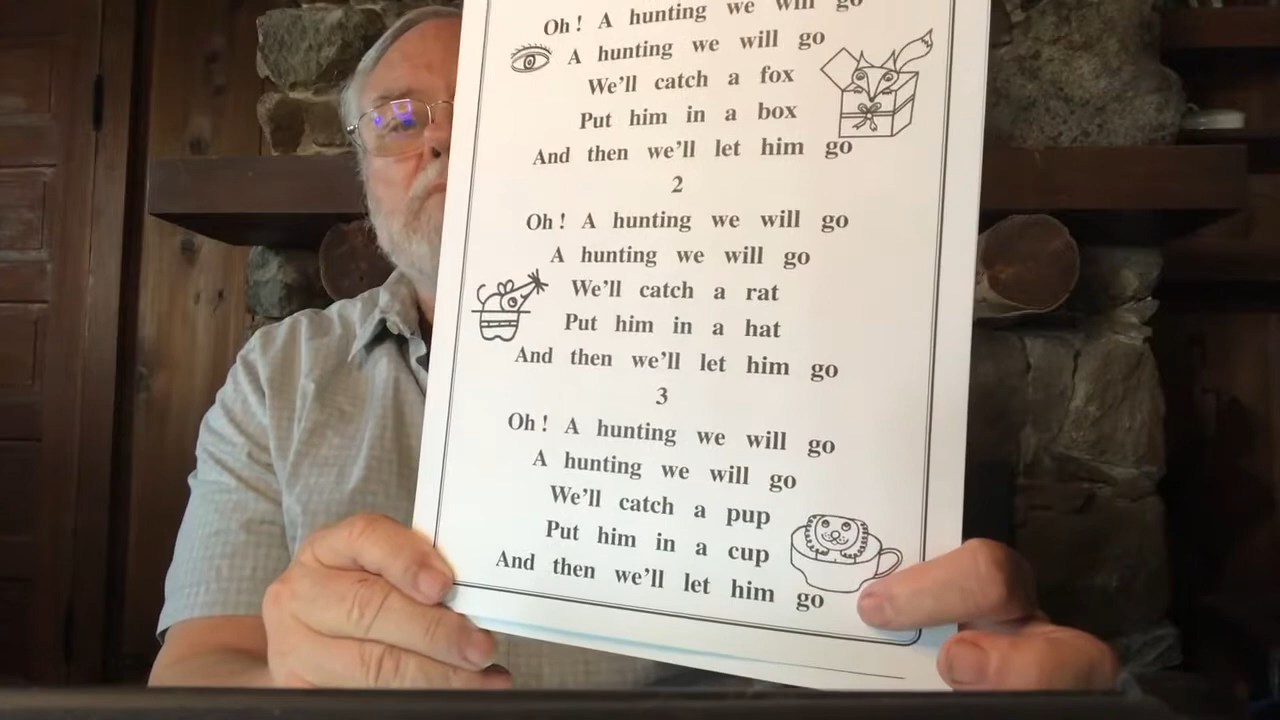 Oh! A hunting we will go
A hunting we will go
We'll catch a fox
Put him in a box
And then we'll let him go
2
Oh! A hunting we will go
A hunting we will go
We'll catch a rat
Put him in a hat
And then we'll let him go
3
Oh! A hunting we will go
A hunting we will go
We'll catch a pup
Put him in a cup
And then we'll let him go